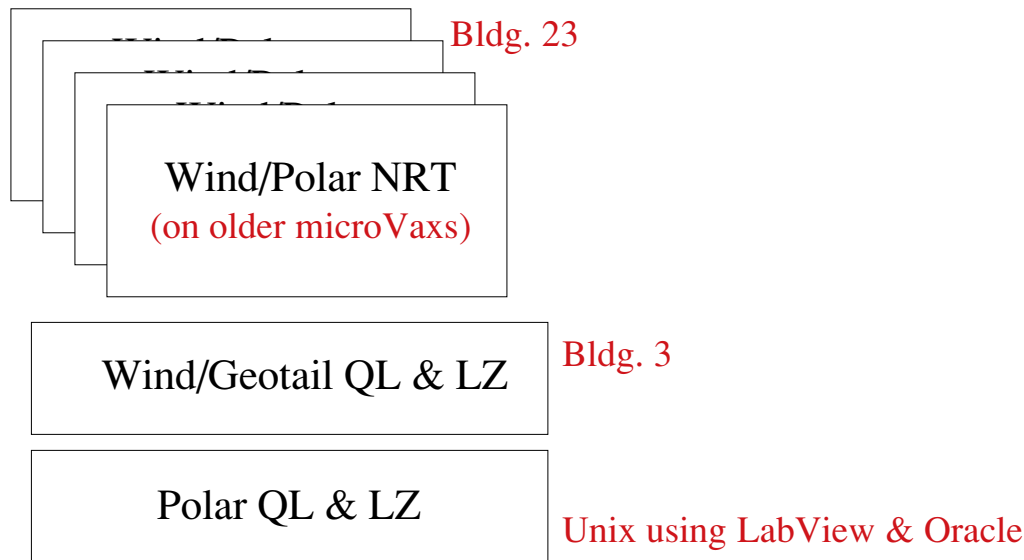 Bldg. 23
Wind/Polar NRT
(on older microVaxs)
Bldg. 3
Wind/Geotail QL & LZ
Polar QL & LZ
Unix using LabView & Oracle